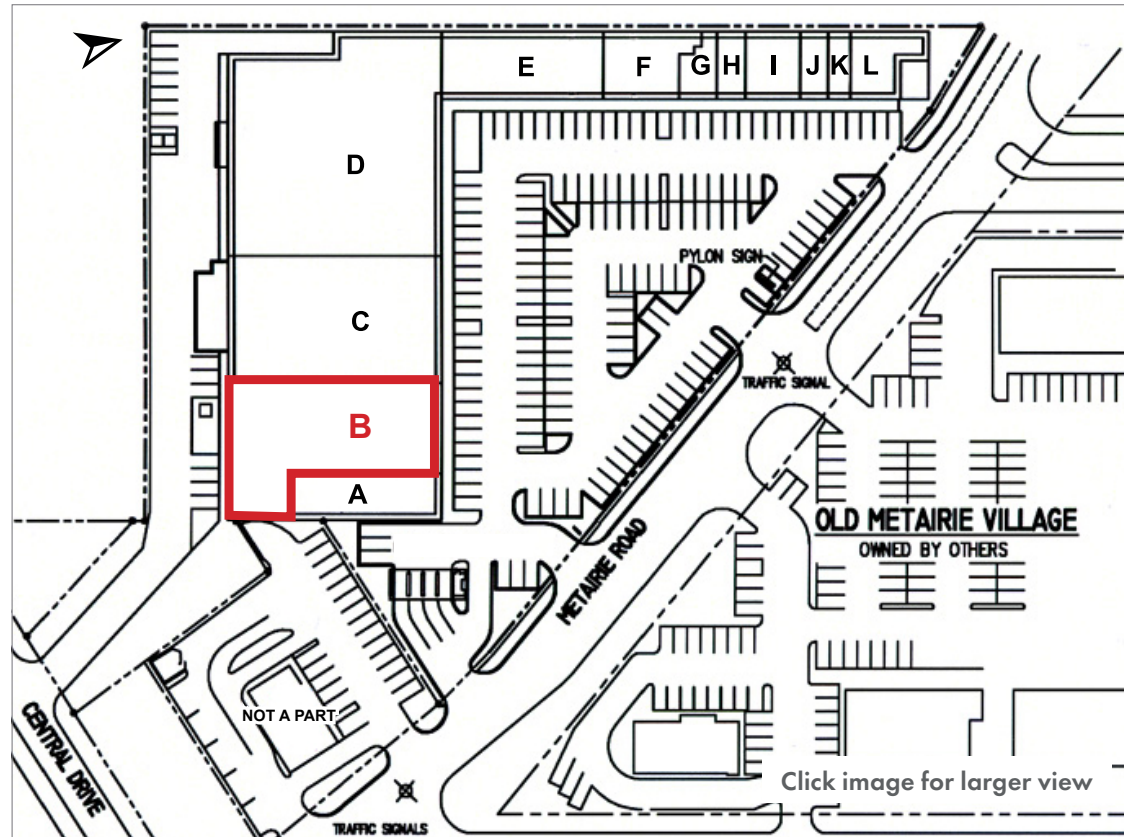 E
F
G
H
I
J
K
L
D
PYLON SIGN
C
TRAFFIC SIGNAL
B
A
OLD METAIRIE VILLAGE
OWNED BY OTHERS
METAIRIE ROAD
NOT A PART
CENTRAL DRIVE
Click image for larger view
TRAFFIC SIGNALS